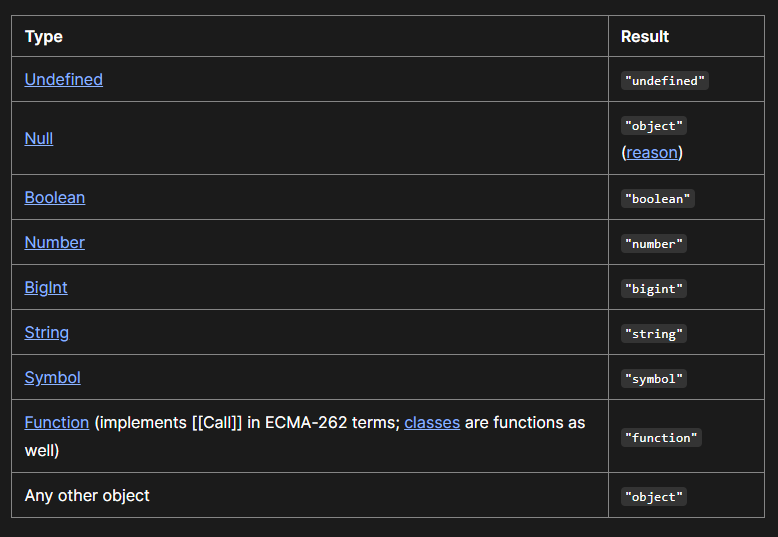 Type Result
Undefined "undefined"
Null "object"
(reason)
Boolean "boolean"
Number "number"
BigInt "bigint"
String "string"
Symbol "symbol"
Function (implements [[Call]] in ECMA-262 terms; classes are functions as
well) "function"
Any other object "object"